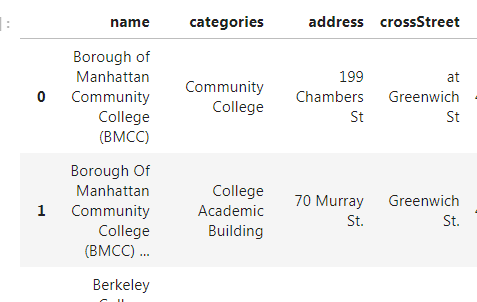 name categories address crossStreet
0 Borough of Manhattan Community College (BMCC) Community College 199 Chambers St at Greenwich St
1 Borough Of Manhattan Community College (BMCC) ... College Academic Building 70 Murray St. Greenwich St.
Berkeley